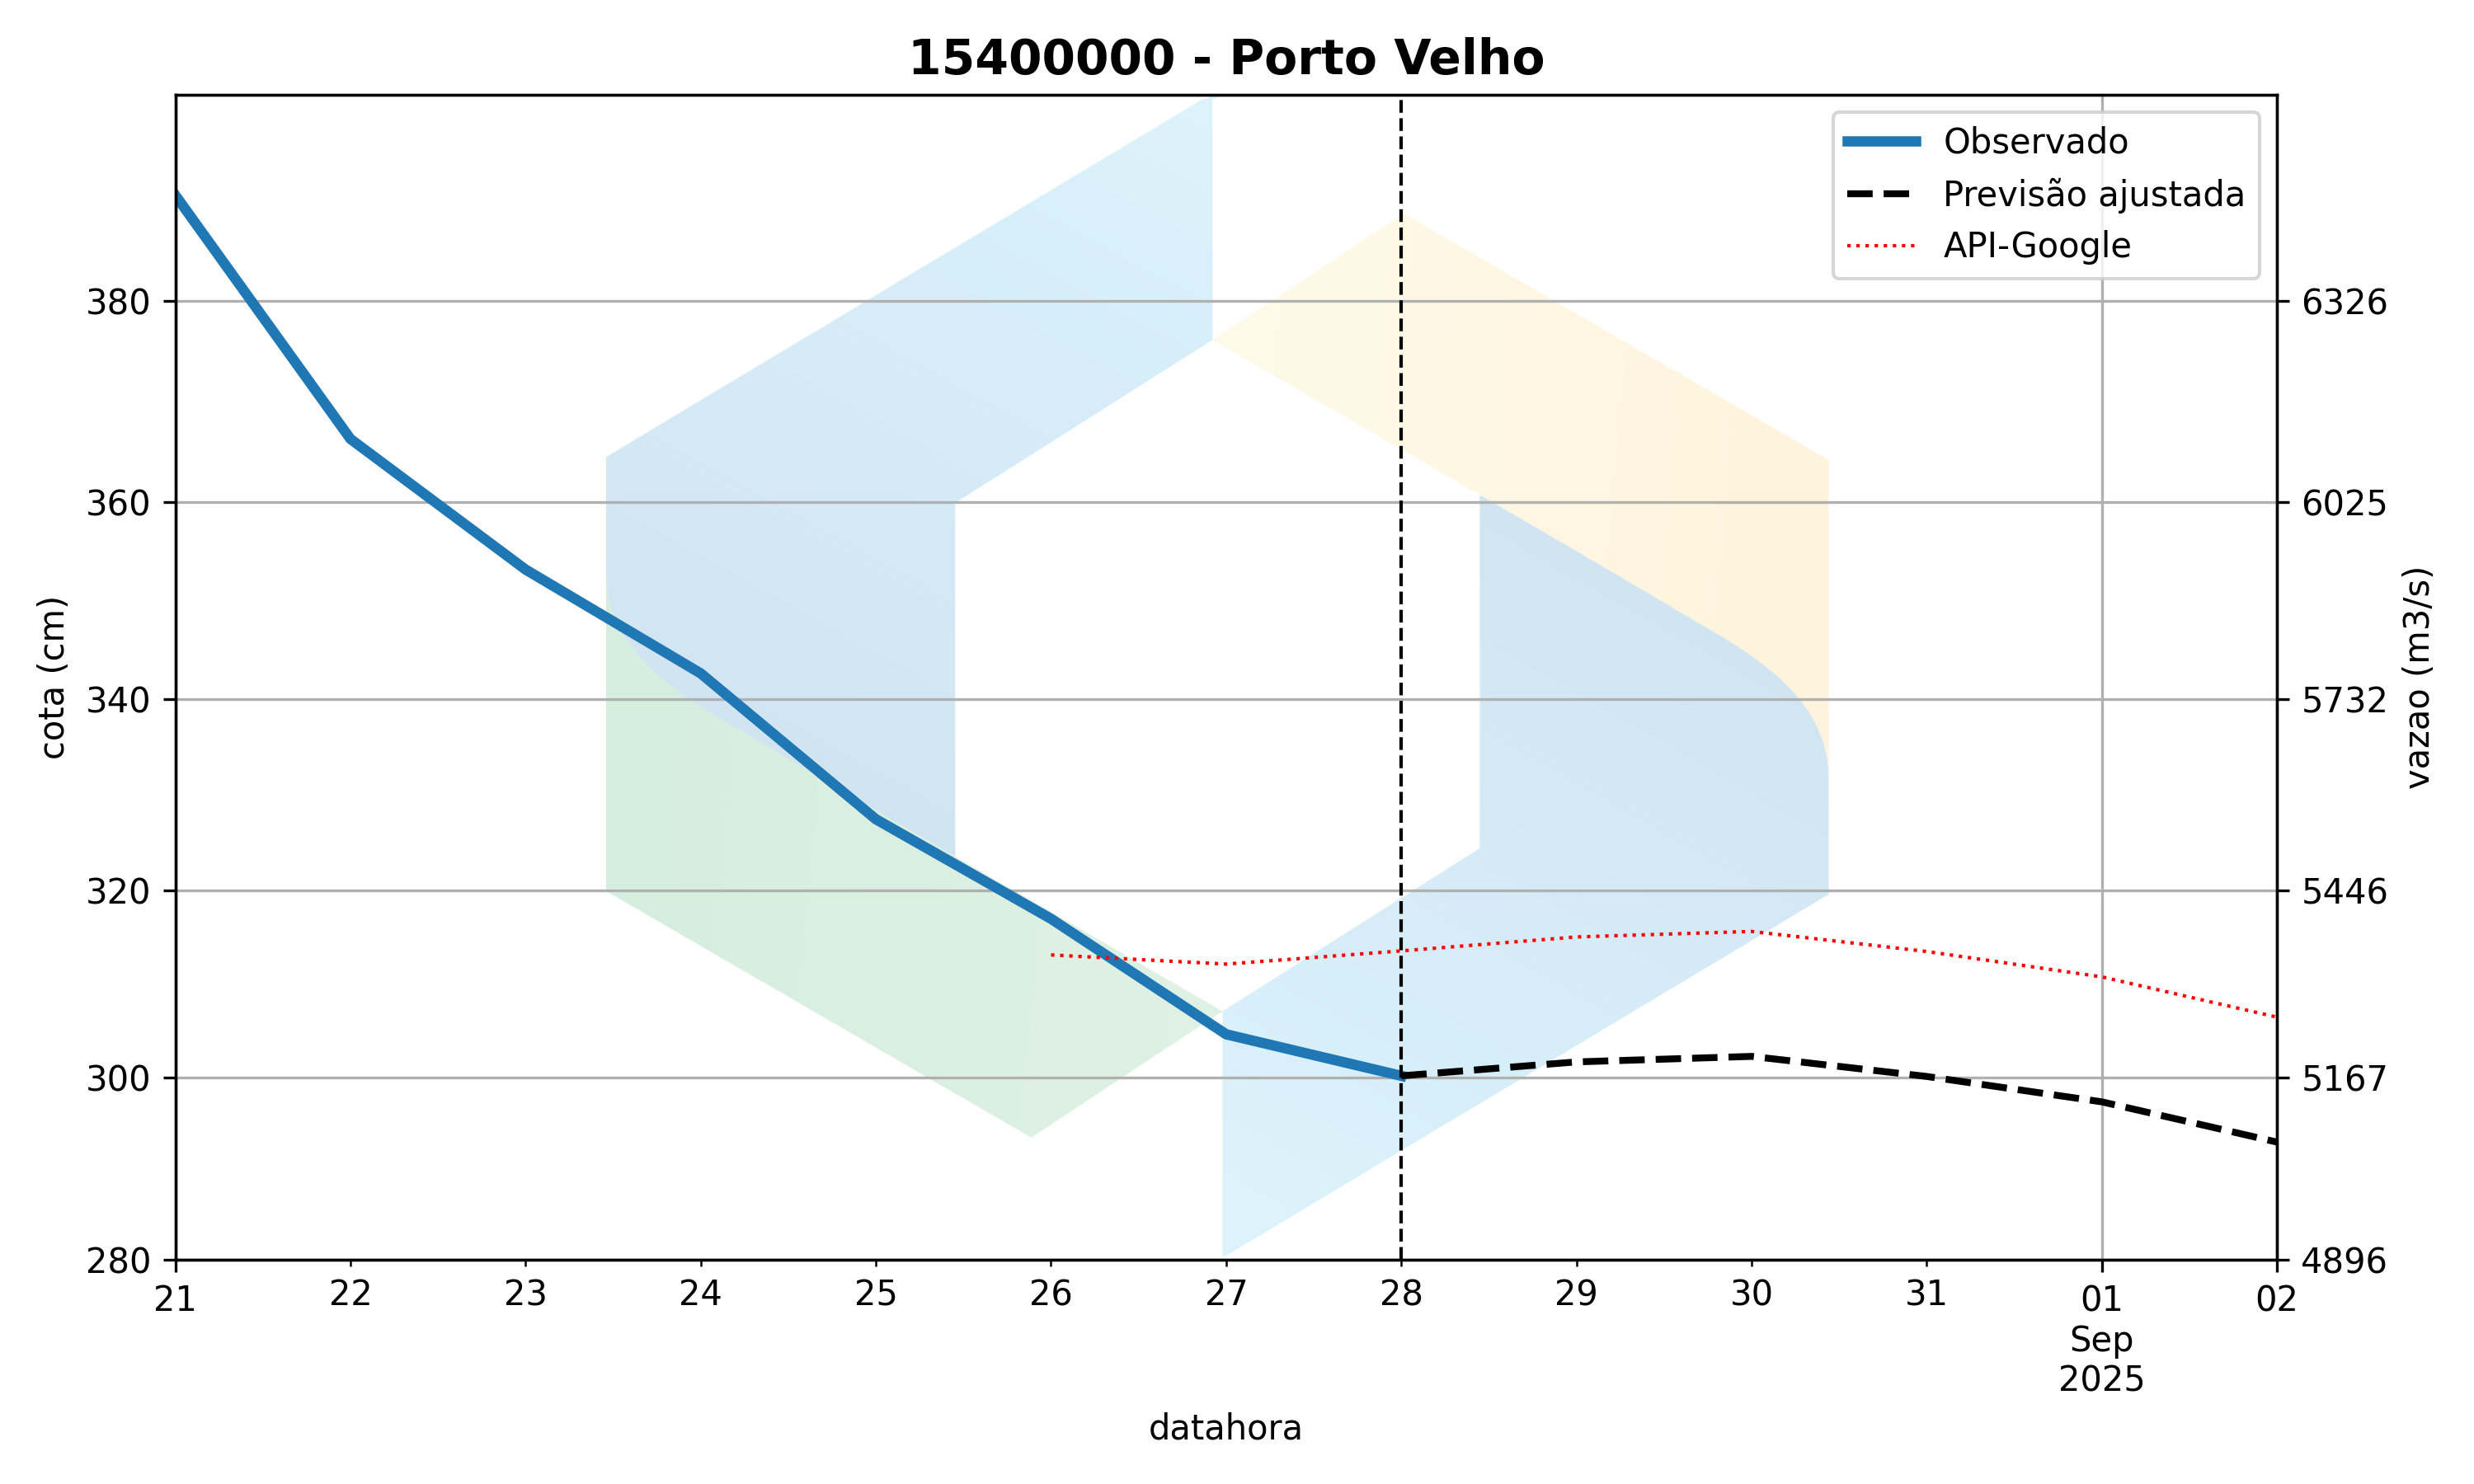 15400000 - Porto Velho
Observado
Previsão ajustada
API-Google
380
360
340
320
300
280
cota (cm)
6326
6025
5732
5446
5167
4896
vazao (m3/s)
21 22 23 24 25 26 27 28 29 30 31 01 02
Sep
2025
datahora